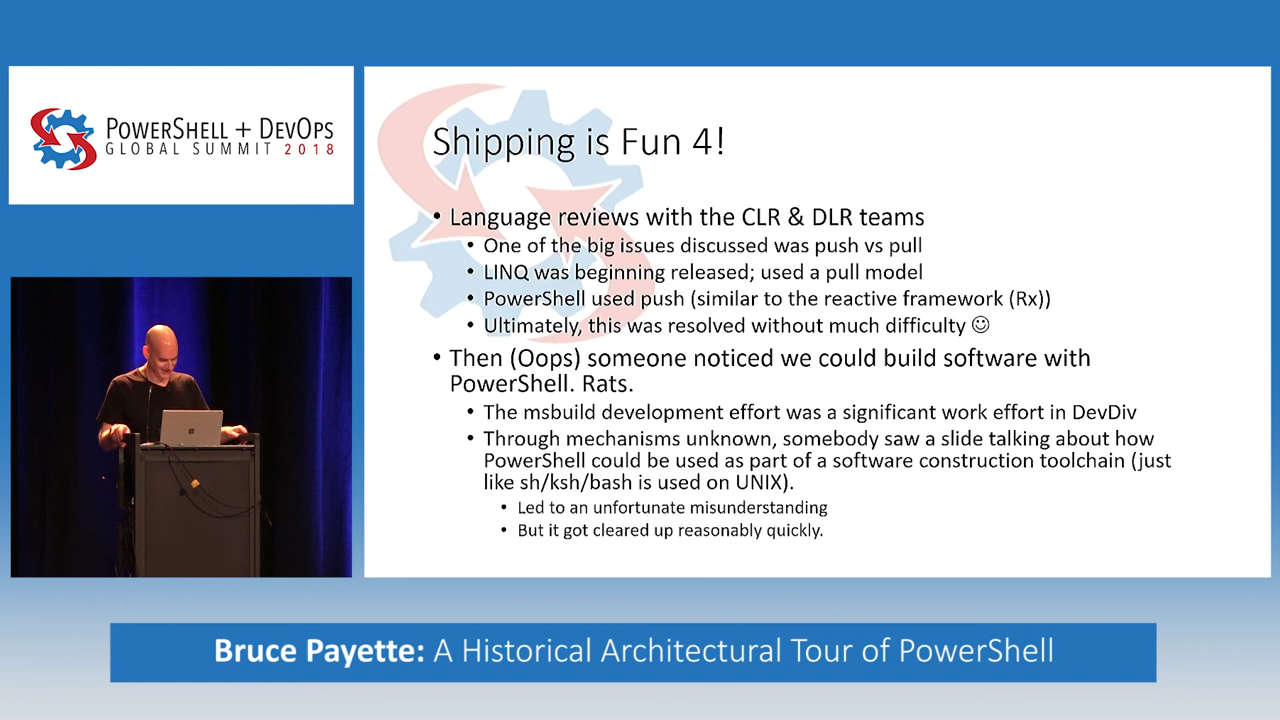 POWERSHELL + DEVOPS
GLOBAL SUMMIT 2018
Shipping is Fun 4!
• Language reviews with the CLR & DLR teams
• One of the big issues discussed was push vs pull
• LINQ was beginning released; used a pull model
• PowerShell used push (similar to the reactive framework (Rx))
• Ultimately, this was resolved without much difficulty ☺
• Then (Oops) someone noticed we could build software with
PowerShell. Rats.
• The msbuild development effort was a significant work effort in DevDiv
• Through mechanisms unknown, somebody saw a slide talking about how
PowerShell could be used as part of a software construction toolchain (just
like sh/ksh/bash is used on UNIX).
• Led to an unfortunate misunderstanding
• But it got cleared up reasonably quickly.
Bruce Payette: A Historical Architectural Tour of PowerShell